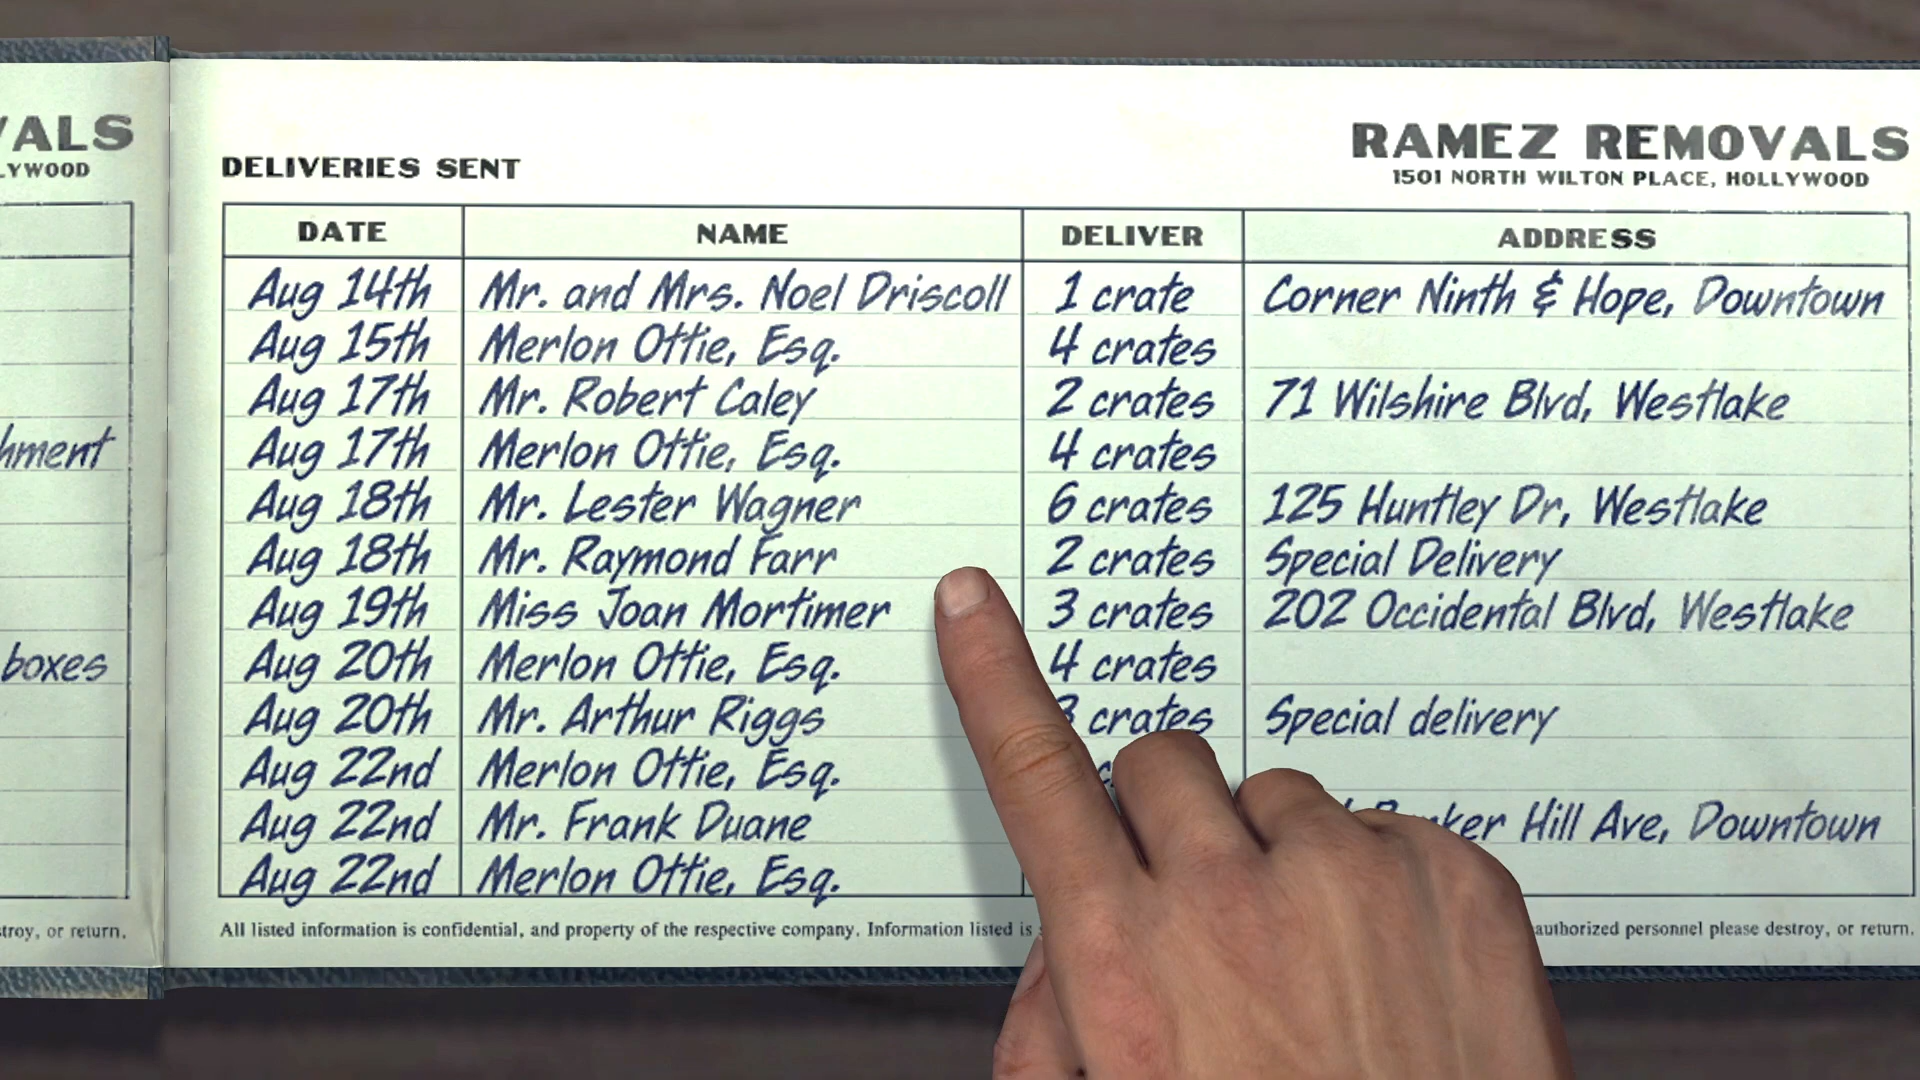 VALS
LYWOOD
hment
boxes
troy, or return.
RAMEZ REMOVALS
1501 NORTH WILTON PLACE, HOLLYWOOD
DELIVERIES SENT
DATE NAME DELIVER ADDRESS
Aug 14th Mr. and Mrs. Noel Driscoll 1 crate Corner Ninth & Hope, Downtown
Aug 15th Merlon Ottie, Esq. 4 crates
Aug 17th Mr. Robert Caley 2 crates 71 Wilshire Blvd, Westlake
Aug 17th Merlon Ottie, Esq. 4 crates
Aug 18th Mr. Lester Wagner 6 crates 125 Huntley Dr, Westlake
Aug 18th Mr. Raymond Farr 2 crates Special Delivery
Aug 19th Miss Joan Mortimer 3 crates 202 Occidental Blvd, Westlake
Aug 20th Merlon Ottie, Esq. 4 crates
Aug 20th Mr. Arthur Riggs crates Special delivery
Aug 22nd Merlon Ottie, Esq.
Aug 22nd Mr. Frank Duane Hill Ave, Downtown
Aug 22nd Merlon Ottie, Esq.
All listed information is confidential, and property of the respective company. Information listed is authorized personnel please destroy, or return.